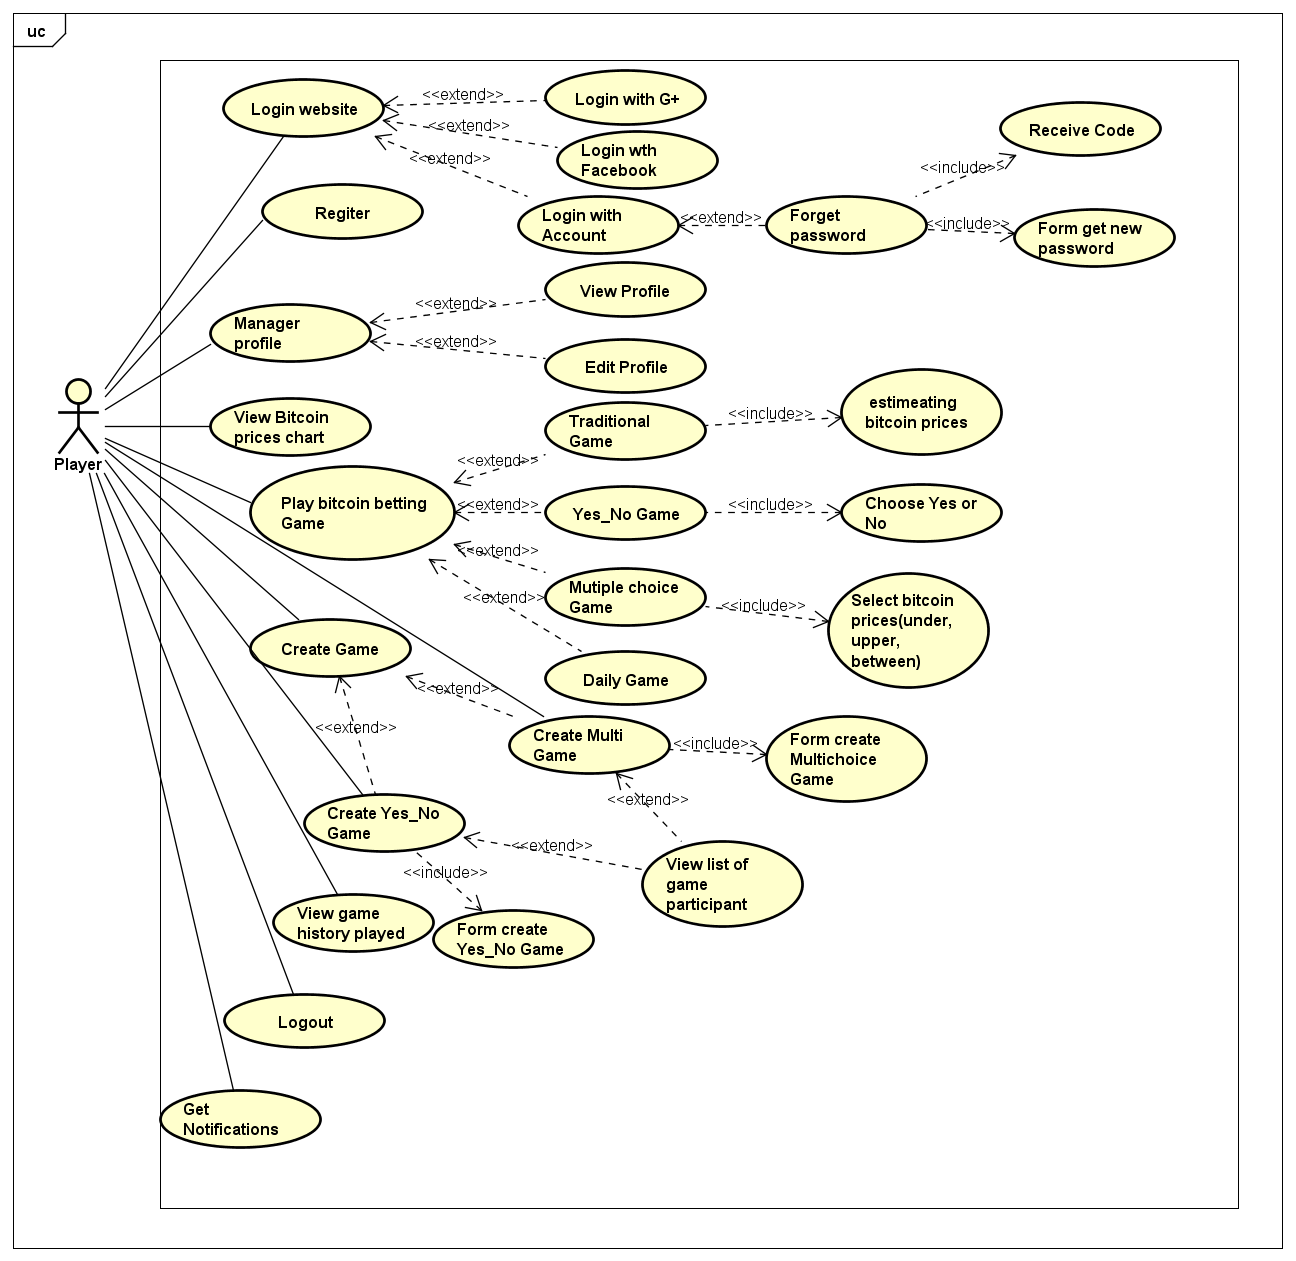 uc
Login website
<<extend>>
Login with G+
<<extend>>
Login wth
Facebook
<<extend>>
Login with
Account
<<extend>>
Forget
password
<<include>>
Receive Code
<<include>>
Form get new
password
Regiter
Manager
profile
<<extend>>
View Profile
<<extend>>
Edit Profile
Player
View Bitcoin
prices chart
Play bitcoin betting
Game
<<extend>>
Traditional
Game
<<include>>
estimeating
bitcoin prices
<<extend>>
Yes_No Game
<<include>>
Choose Yes or
No
<<extend>>
Mutiple choice
Game
<<include>>
Select bitcoin
prices(under,
upper,
between)
<<extend>>
Daily Game
Create Game
<<extend>>
Create Multi
Game
<<include>>
Form create
Multichoice
Game
<<extend>>
Create Yes_No
Game
<<extend>>
<<extend>>
View list of
game
participant
<<include>>
Form create
Yes_No Game
View game
history played
Logout
Get
Notifications